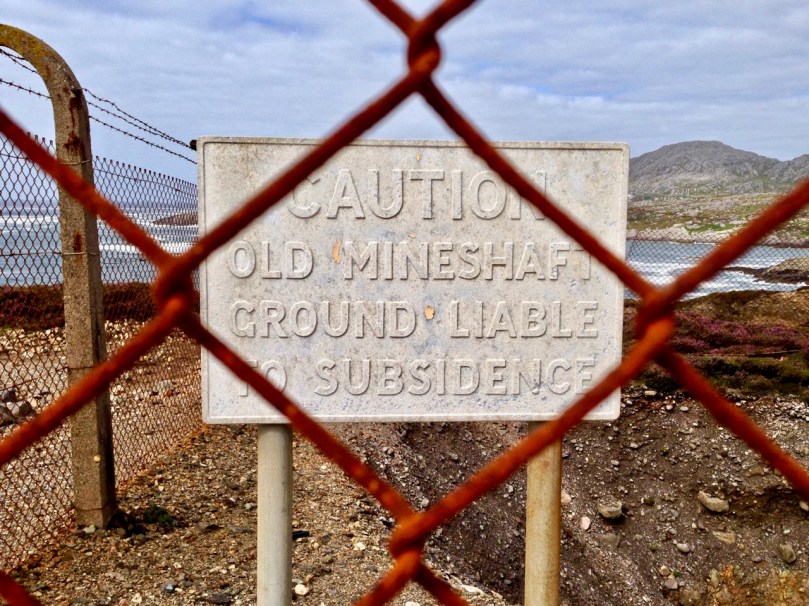 CAUTION
OLD MINESHAFT
GROUND LIABLE
TO SUBSIDENCE